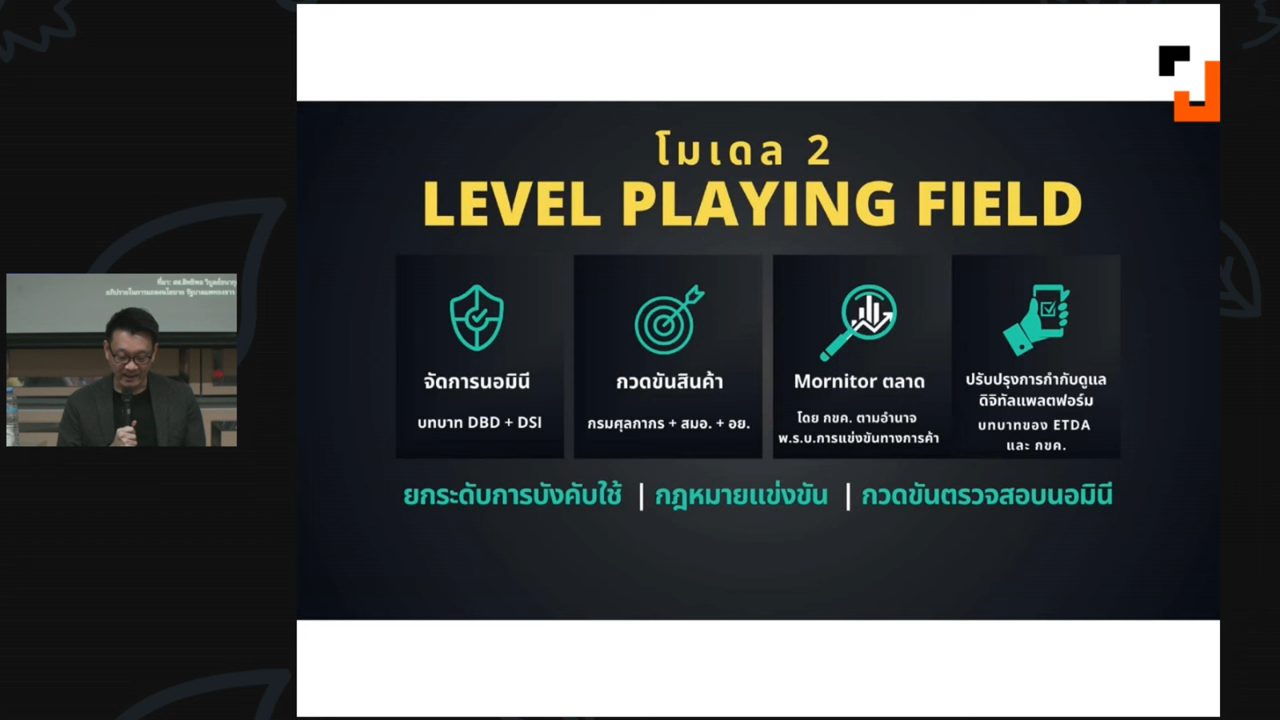 โมเดล 2
LEVEL PLAYING FIELD
จัดการนอมินี
บทบาท DBD + DSI
กวดขันสินค้า
กรมศุลกากร + สมอ. + อย.
Mornitor ตลาด
โดย กขค. ตามอำนาจ
พ.ร.บ.การแข่งขันทางการค้า
ปรับปรุงการกำกับดูแล
ดิจิทัลแพลตฟอร์ม
บทบาทของ ETDA
และ กขค.
ยกระดับการบังคับใช้ | กฎหมายแข่งขัน | กวดขันตรวจสอบนอมินี